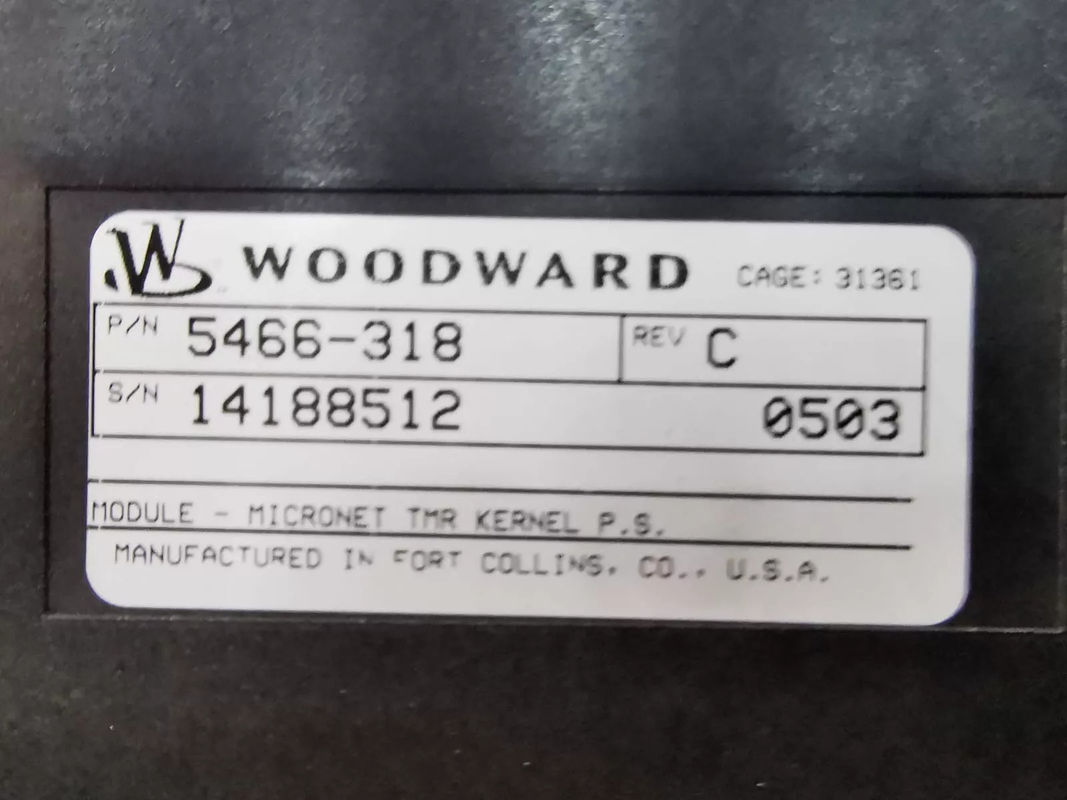 WOODWARD CAGE: 31361
P/N 5466-318 REV C
S/N 14188512 0503
MODULE - MICRONET TMR KERNEL P.S.
MANUFACTURED IN FORT COLLINS, CO., U.S.A.